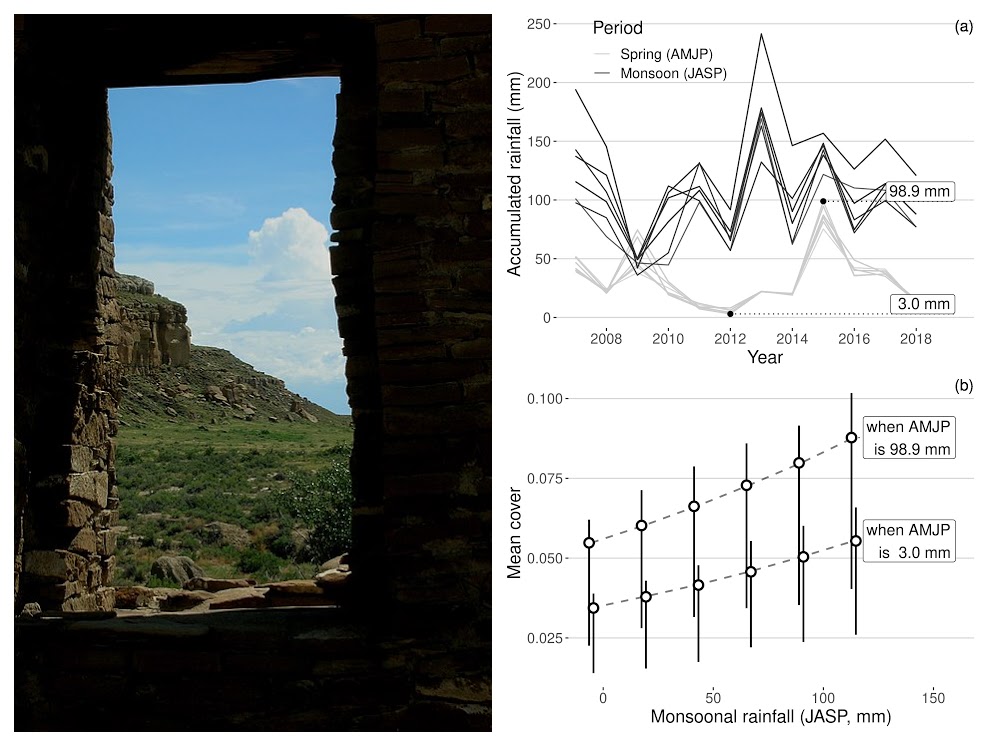 (a)
Period
Spring (AMJP)
Monsoon (JASP)
Accumulated rainfall (mm)
250
200
150
100
50
0
98.9 mm
3.0 mm
2008 2010 2012 2014 2016 2018
Year
(b)
Mean cover
0.100
0.075
0.050
0.025
when AMJP
is 98.9 mm
when AMJP
is 3.0 mm
0 50 100 150
Monsoonal rainfall (JASP, mm)